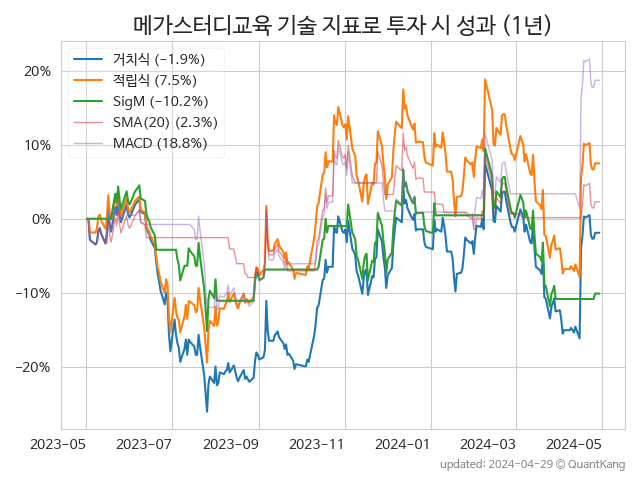 메가스터디교육 기술 지표로 투자 시 성과 (1년)
거치식 (−1.9%)
적립식 (7.5%)
SigM (−10.2%)
SMA(20) (2.3%)
MACD (18.8%)
20%
10%
0%
−10%
−20%
2023-05 2023-07 2023-09 2023-11 2024-01 2024-03 2024-05
updated: 2024-04-29 © QuantKang